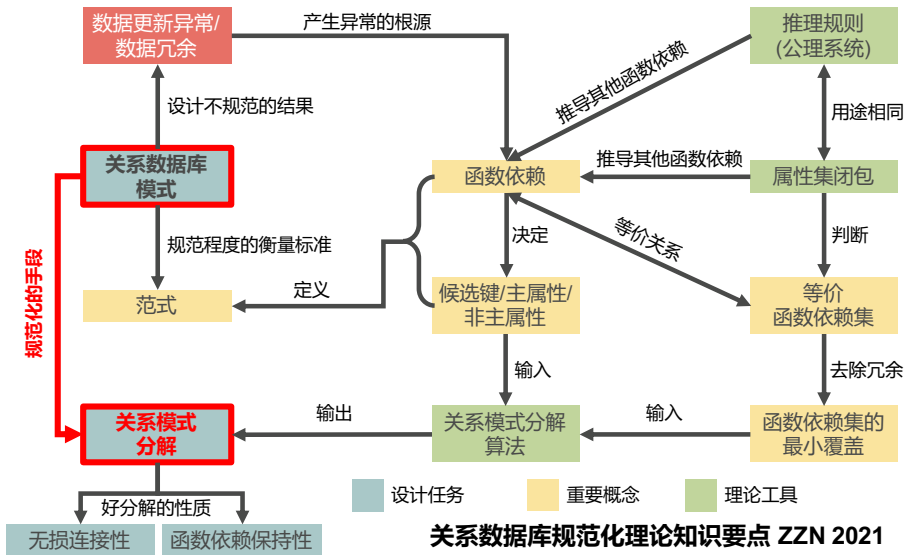 数据更新异常/
数据冗余
产生异常的根源
推理规则
(公理系统)
推导其他函数依赖
设计不规范的结果
用途相同
关系数据库
模式
函数依赖
推导其他函数依赖
属性集闭包
规范程度的衡量标准
决定
等价关系
判断
规范化的手段
范式
定义
候选键/主属性/
非主属性
等价
函数依赖集
输入
去除冗余
关系模式
分解
输出
关系模式分解
算法
输入
函数依赖集的
最小覆盖
好分解的性质
设计任务
重要概念
理论工具
无损连接性
函数依赖保持性
关系数据库规范化理论知识要点 ZZN 2021